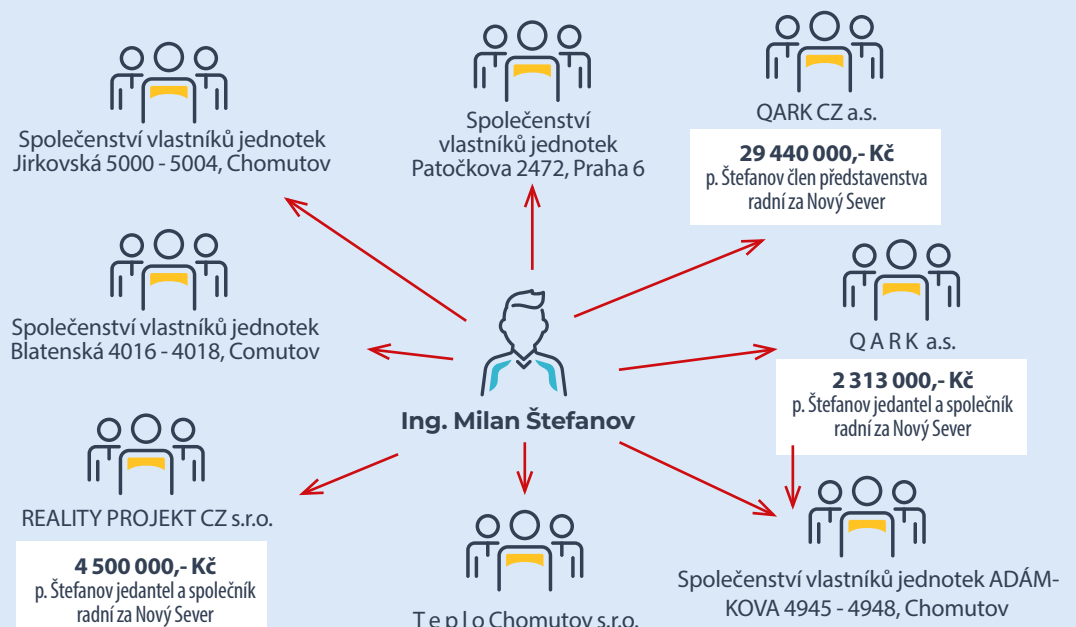 Společenství vlastníků jednotek
Jirkovská 5000 - 5004, Chomutov
Společenství
vlastníků jednotek
Patočkova 2472, Praha 6
QARK CZ a.s.
29 440 000,- Kč
p. Štefanov člen představenstva
radní za Nový Sever
Společenství vlastníků jednotek
Blatenská 4016 - 4018, Comutov
Q A R K a.s.
2 313 000,- Kč
p. Štefanov jedantel a společník
radní za Nový Sever
Ing. Milan Štefanov
REALITY PROJEKT CZ s.r.o.
4 500 000,- Kč
p. Štefanov jedantel a společník
radní za Nový Sever
T e p l o Chomutov s.r.o.
Společenství vlastníků jednotek ADÁM-
KOVA 4945 - 4948, Chomutov